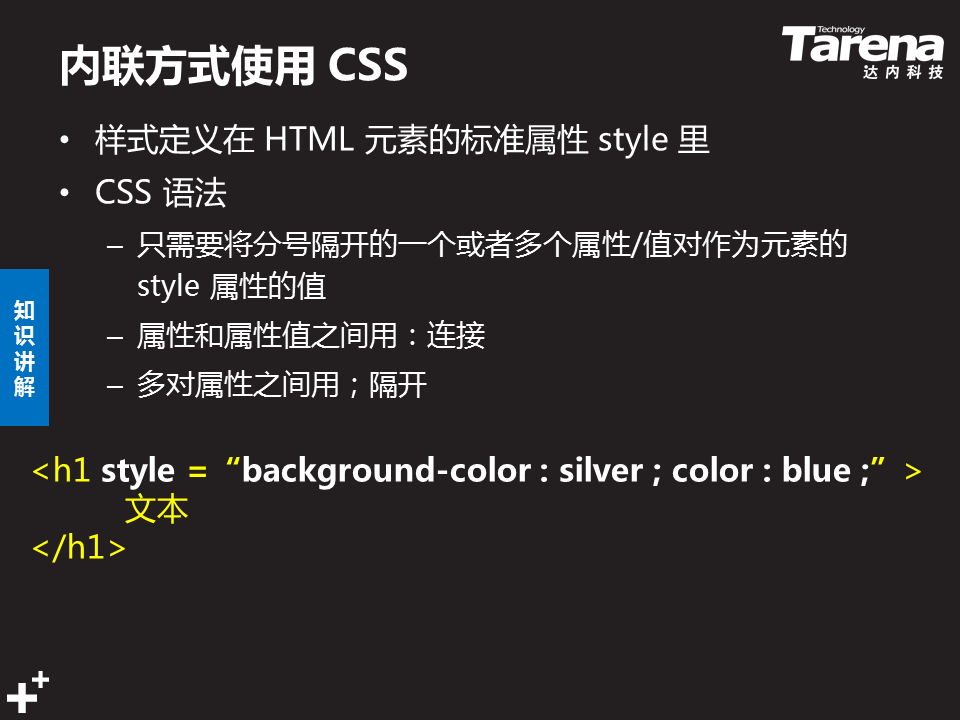 内联方式使用 CSS
Technology
Tarena
达内科技
• 样式定义在 HTML 元素的标准属性 style 里
• CSS 语法
– 只需要将分号隔开的一个或者多个属性/值对作为元素的
style 属性的值
– 属性和属性值之间用：连接
– 多对属性之间用；隔开
知识讲解
<h1 style = “background-color : silver ; color : blue ;” >
文本
</h1>